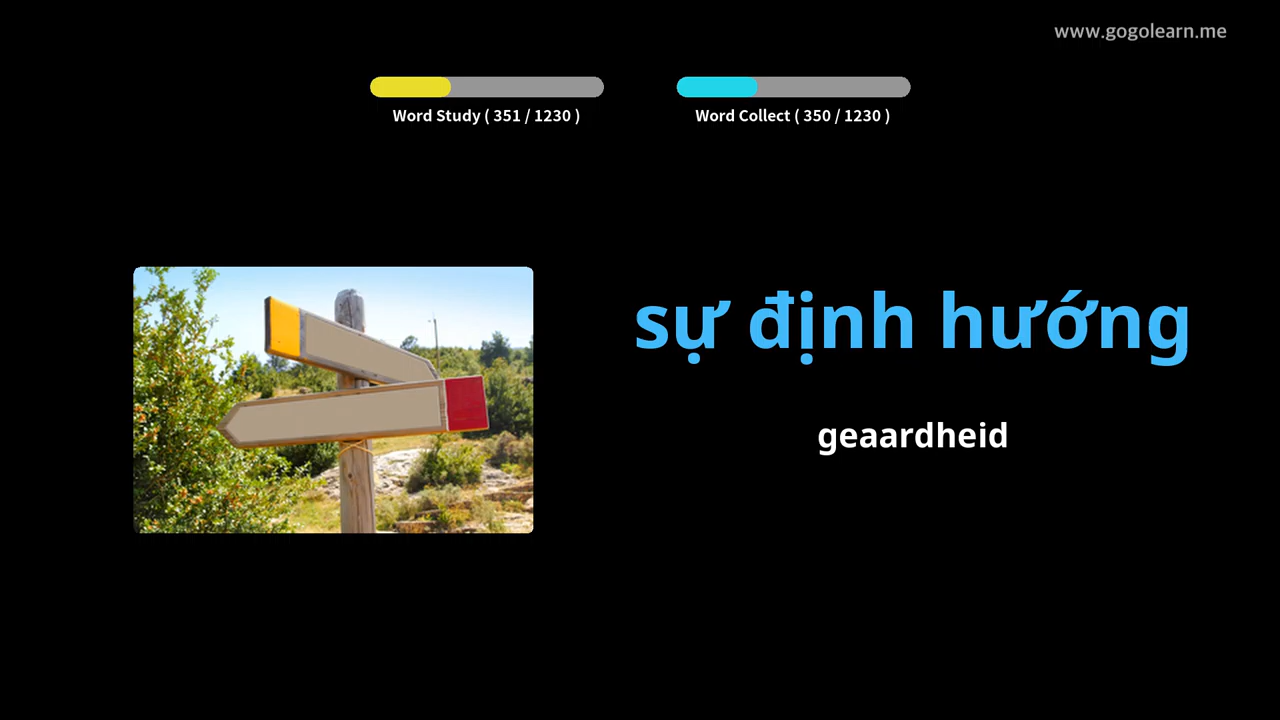 www.gogolearn.me
Word Study ( 351 / 1230 )
Word Collect ( 350 / 1230 )
sự định hướng
geaardheid